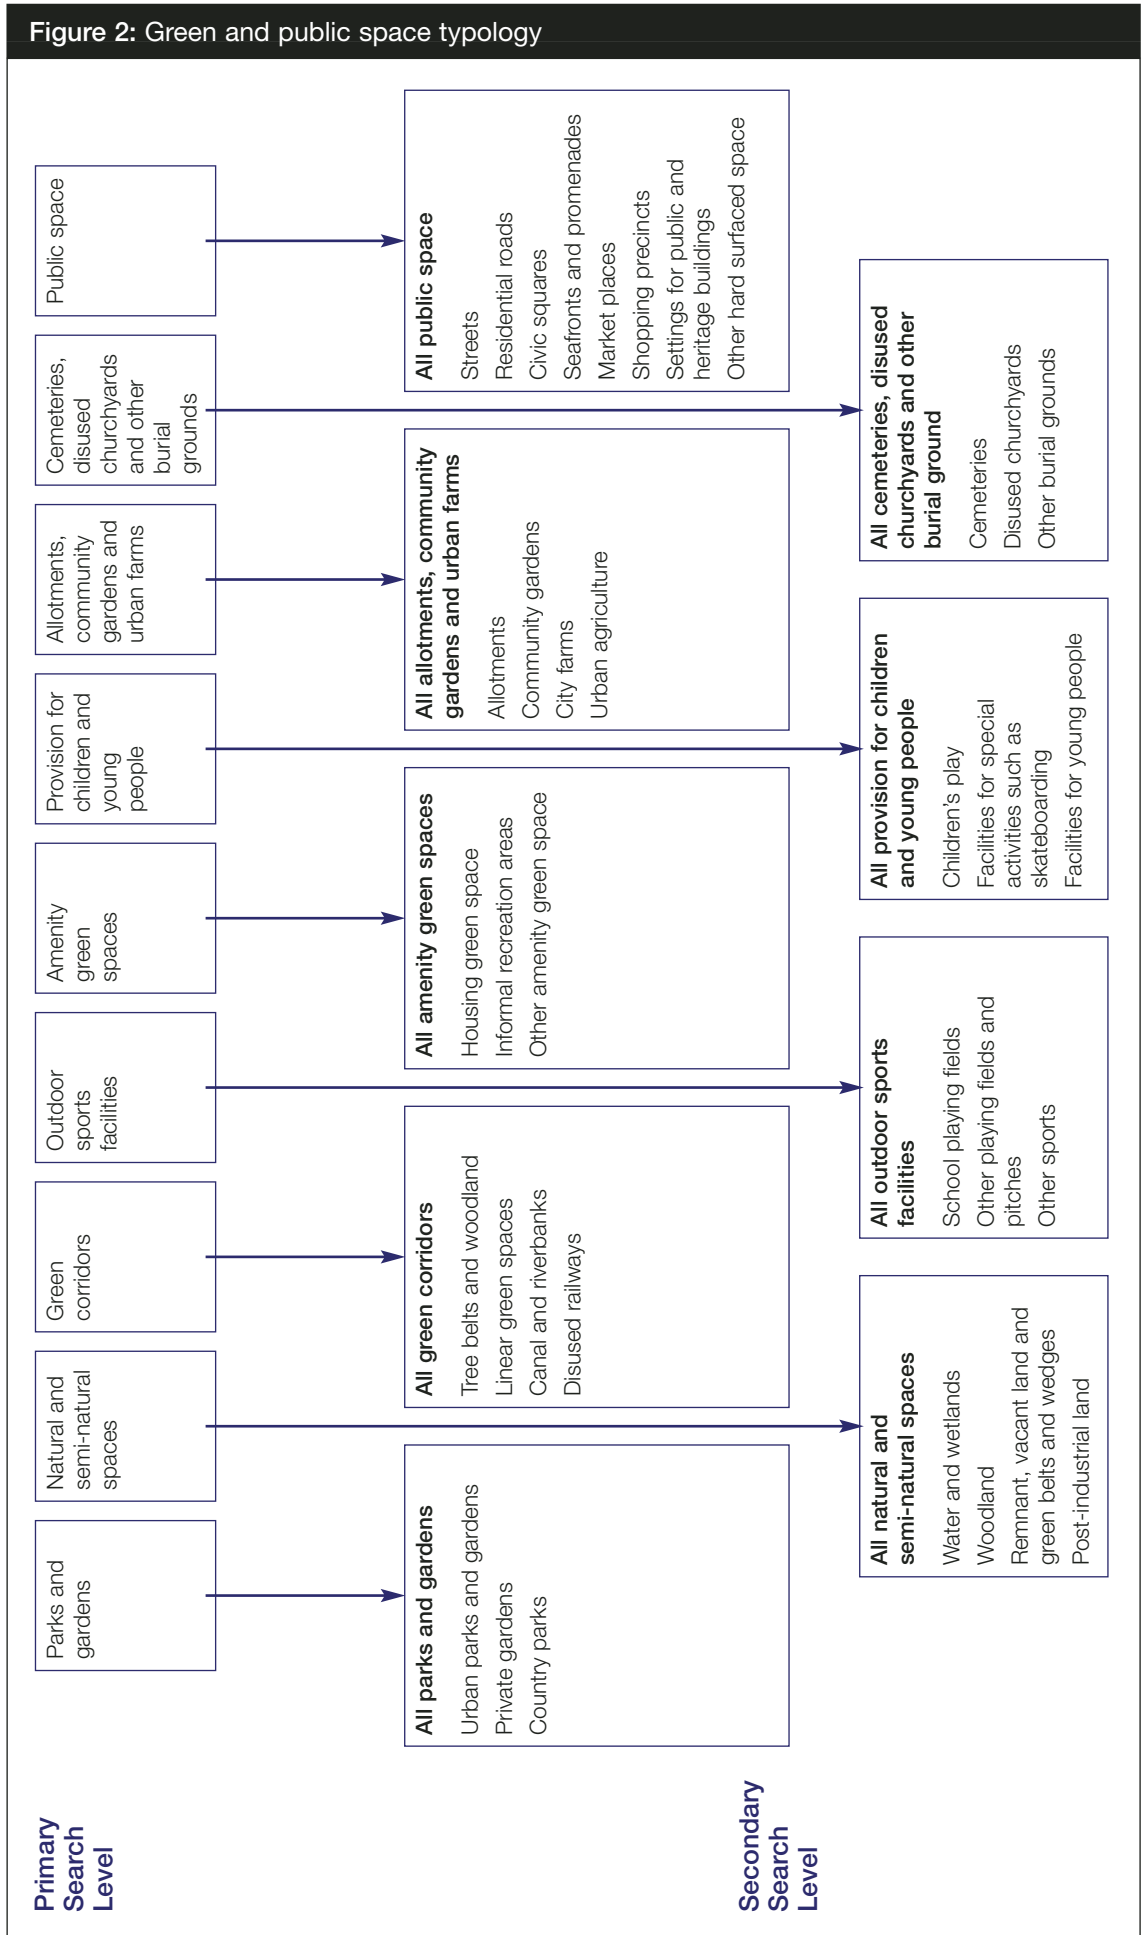 Figure 2: Green and public space typology
Primary
Search
Level
Parks and
gardens
Natural and
semi-natural
spaces
Green
corridors
Outdoor
sports
facilities
Amenity
green
spaces
Provision for
children and
young
people
Allotments,
community
gardens and
urban farms
Cemeteries,
disused
churchyards
and other
burial
grounds
Public space
Secondary
Search
Level
All parks and gardens
Urban parks and gardens
Private gardens
Country parks
All green corridors
Tree belts and woodland
Linear green spaces
Canal and riverbanks
Disused railways
All amenity green spaces
Housing green space
Informal recreation areas
Other amenity green space
All allotments, community
gardens and urban farms
Allotments
Community gardens
City farms
Urban agriculture
All public space
Streets
Residential roads
Civic squares
Seafronts and promenades
Market places
Shopping precincts
Settings for public and
heritage buildings
Other hard surfaced space
All natural and
semi-natural spaces
Water and wetlands
Woodland
Remnant, vacant land and
green belts and wedges
Post-industrial land
All outdoor sports
facilities
School playing fields
Other playing fields and
pitches
Other sports
All provision for children
and young people
Children's play
Facilities for special
activities such as
skateboarding
Facilities for young people
All cemeteries, disused
churchyards and other
burial ground
Cemeteries
Disused churchyards
Other burial grounds